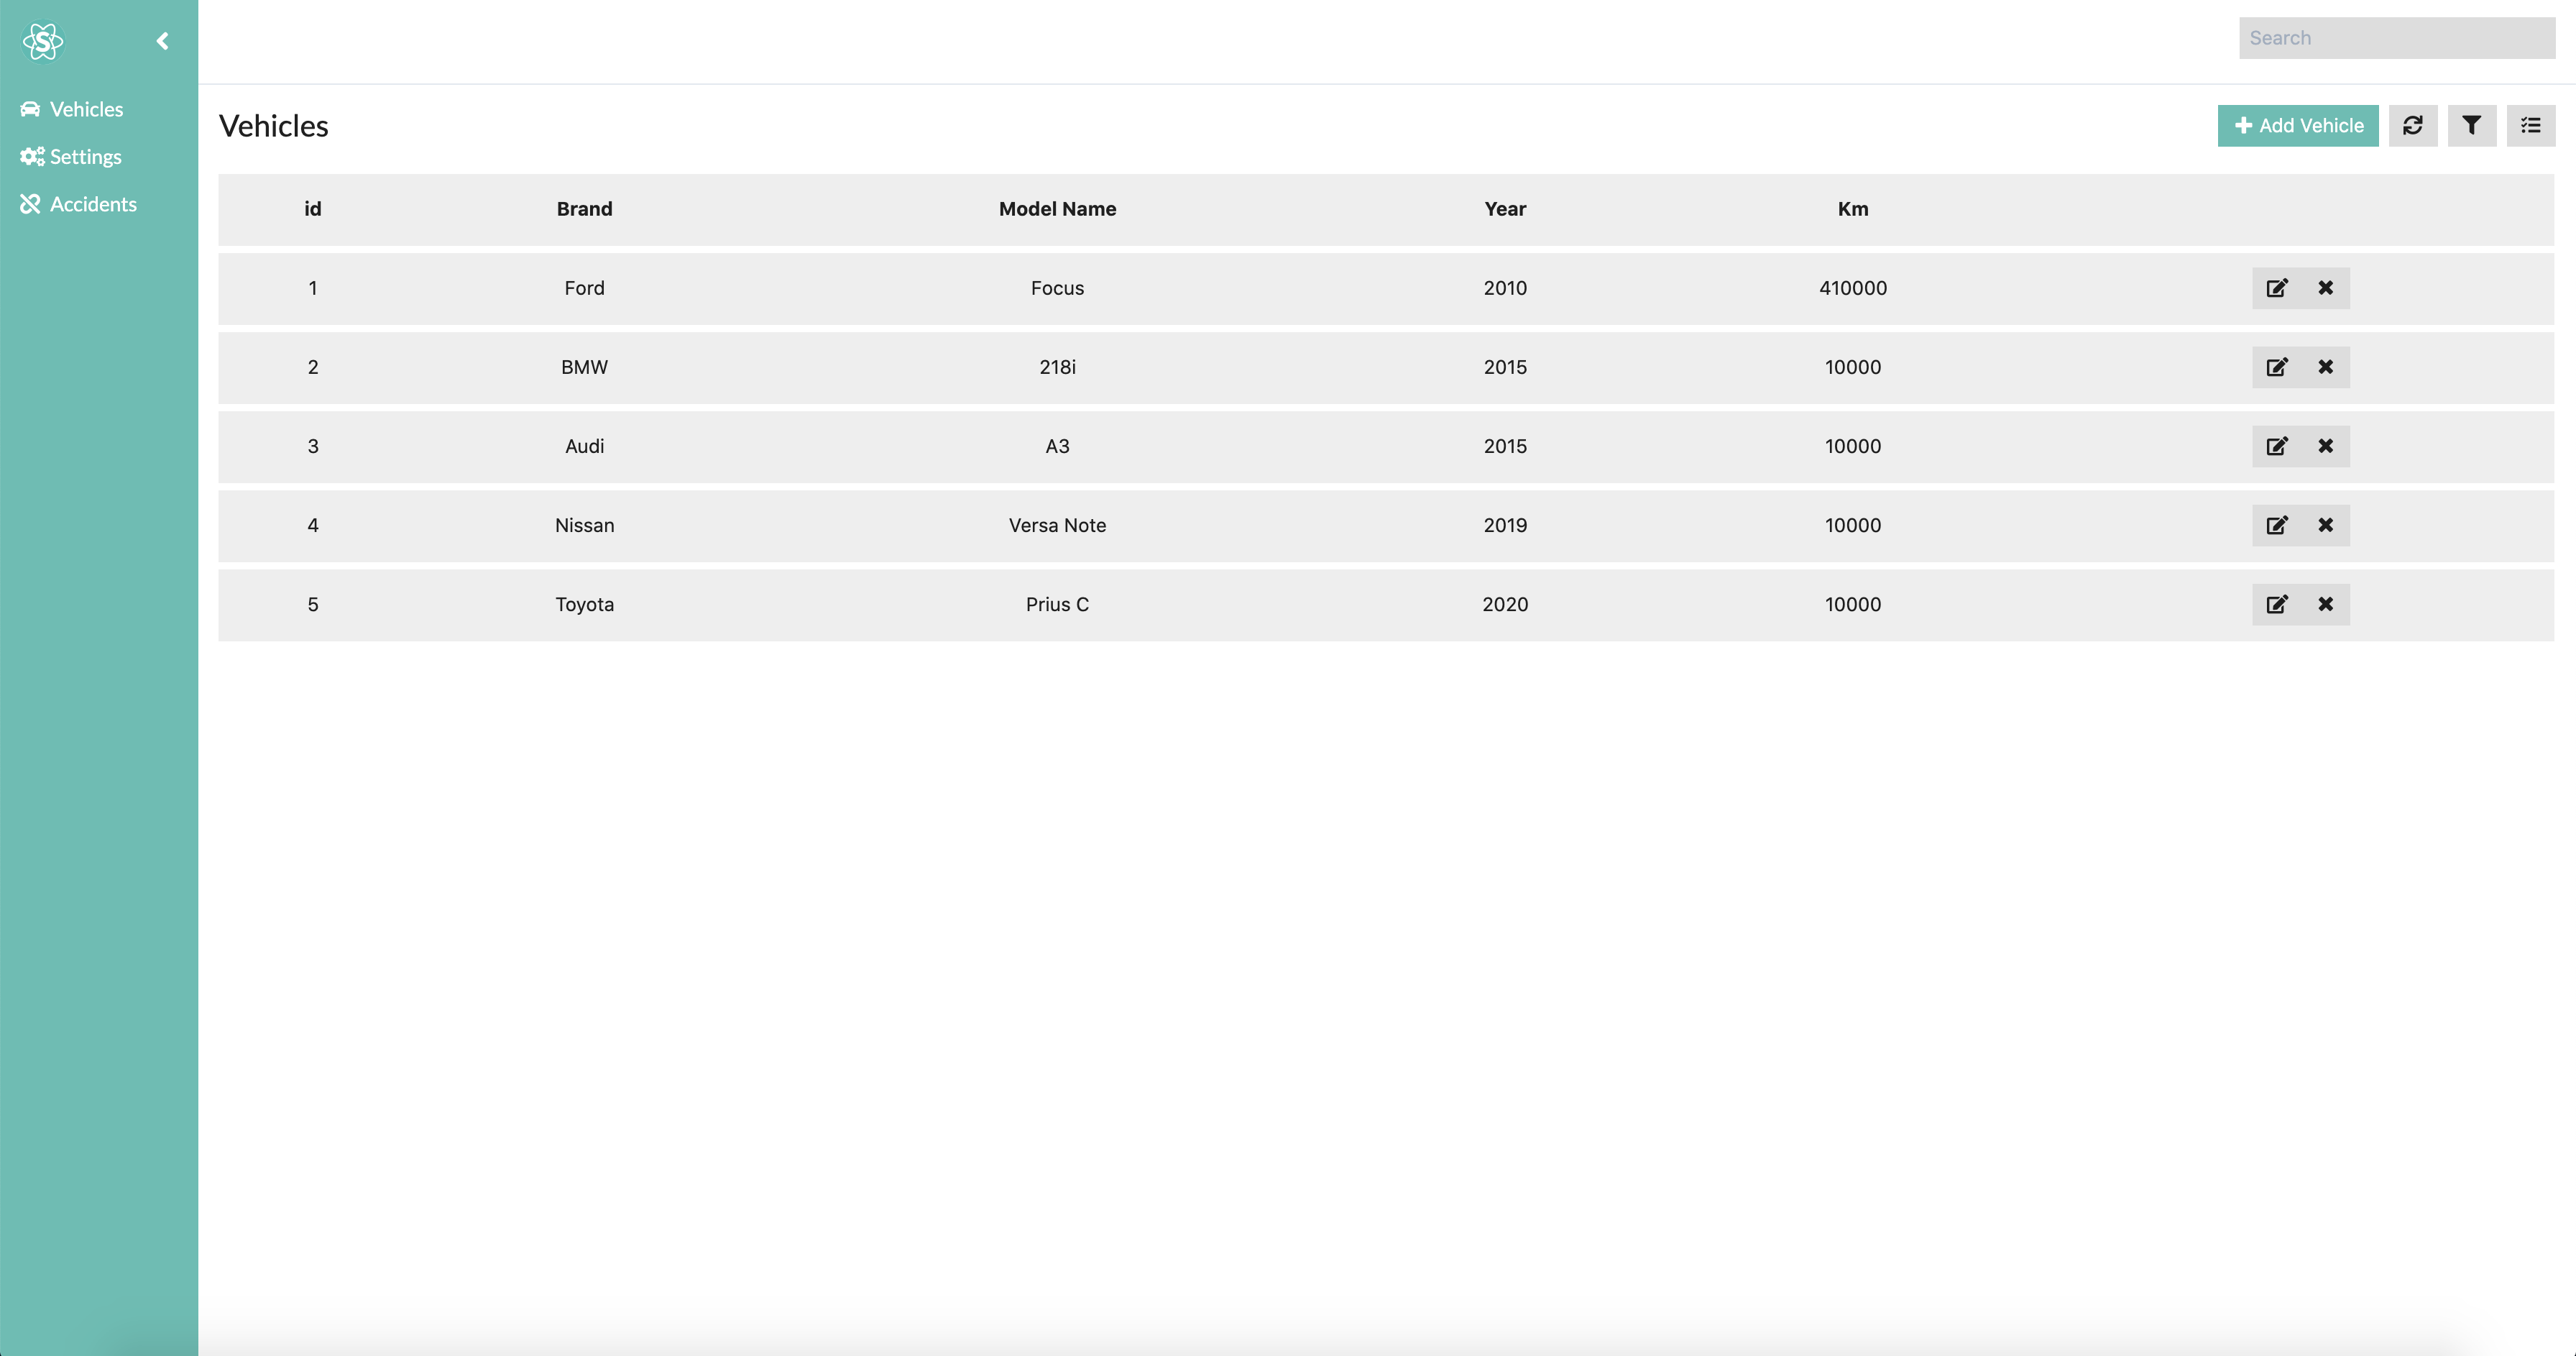 S
Search
Vehicles
Settings
Accidents
Vehicles
Add Vehicle
id Brand Model Name Year Km
1 Ford Focus 2010 410000
2 BMW 218i 2015 10000
3 Audi A3 2015 10000
4 Nissan Versa Note 2019 10000
5 Toyota Prius C 2020 10000